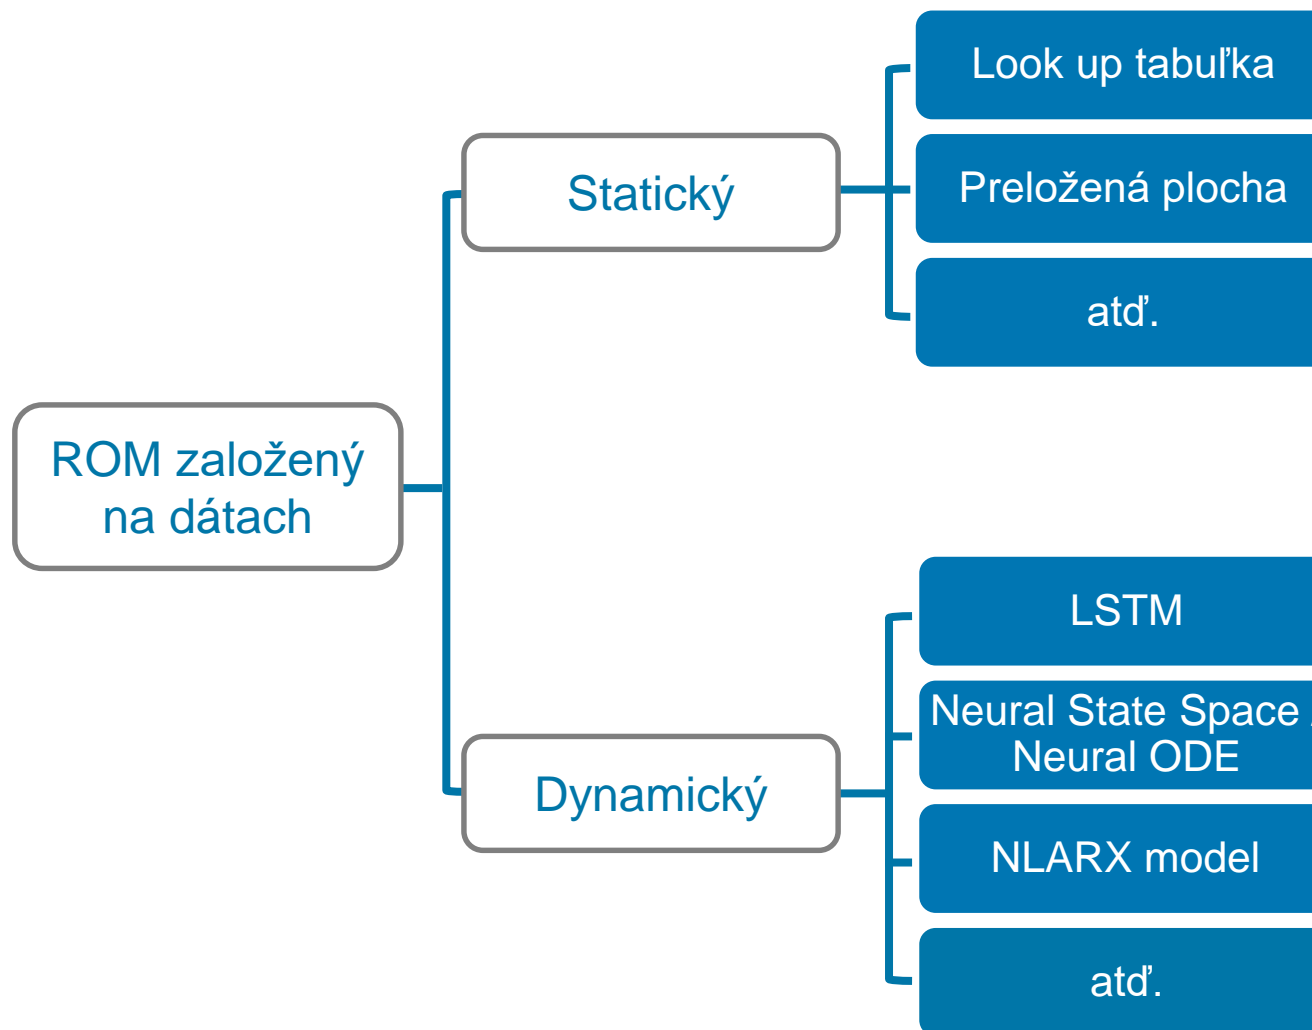 ROM založený
na dátach
Statický
Look up tabuľka
Preložená plocha
atď.
Dynamický
LSTM
Neural State Space
Neural ODE
NLARX model
atď.